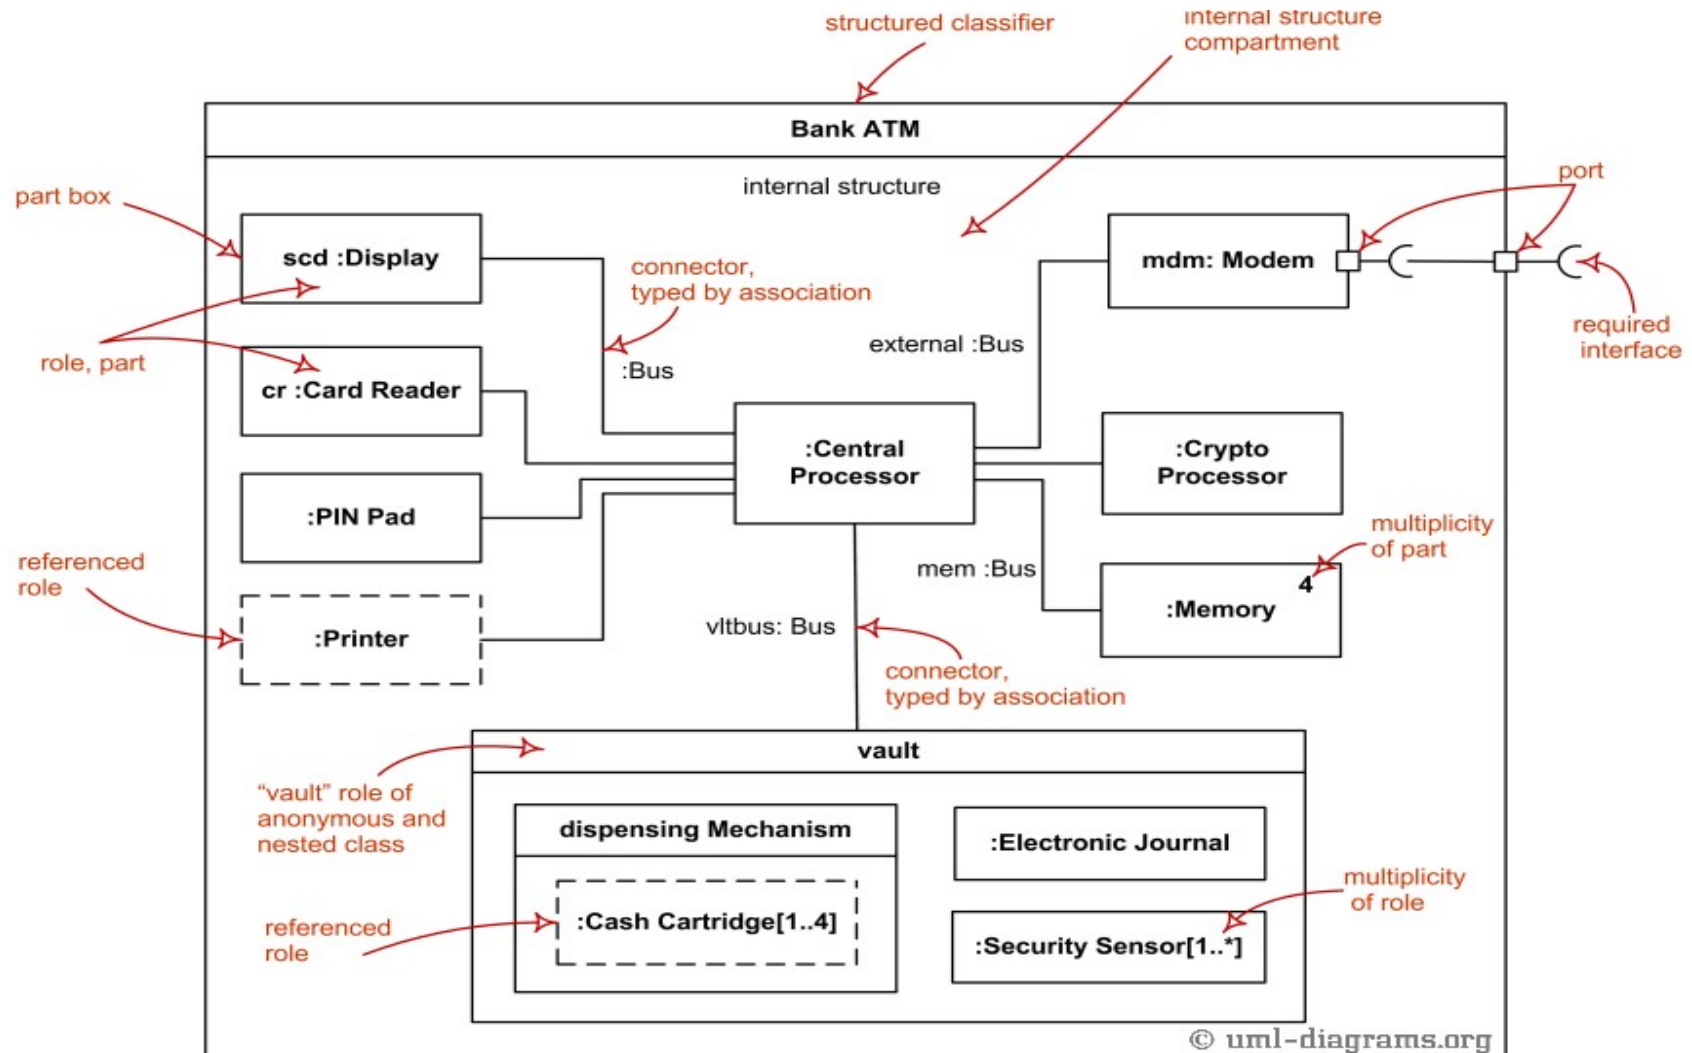 structured classifier
internal structure
compartment
Bank ATM
internal structure
port
part box
scd :Display
mdm: Modem
connector,
typed by association
required
interface
external :Bus
role, part
:Bus
cr :Card Reader
:Central
Processor
:Crypto
Processor
:PIN Pad
multiplicity
of part
referenced
role
mem :Bus
4
:Memory
:Printer
vltbus: Bus
connector,
typed by association
vault
“vault” role of
anonymous and
nested class
dispensing Mechanism
:Electronic Journal
multiplicity
of role
:Cash Cartridge[1..4]
referenced
role
:Security Sensor[1..*]
© uml-diagrams.org